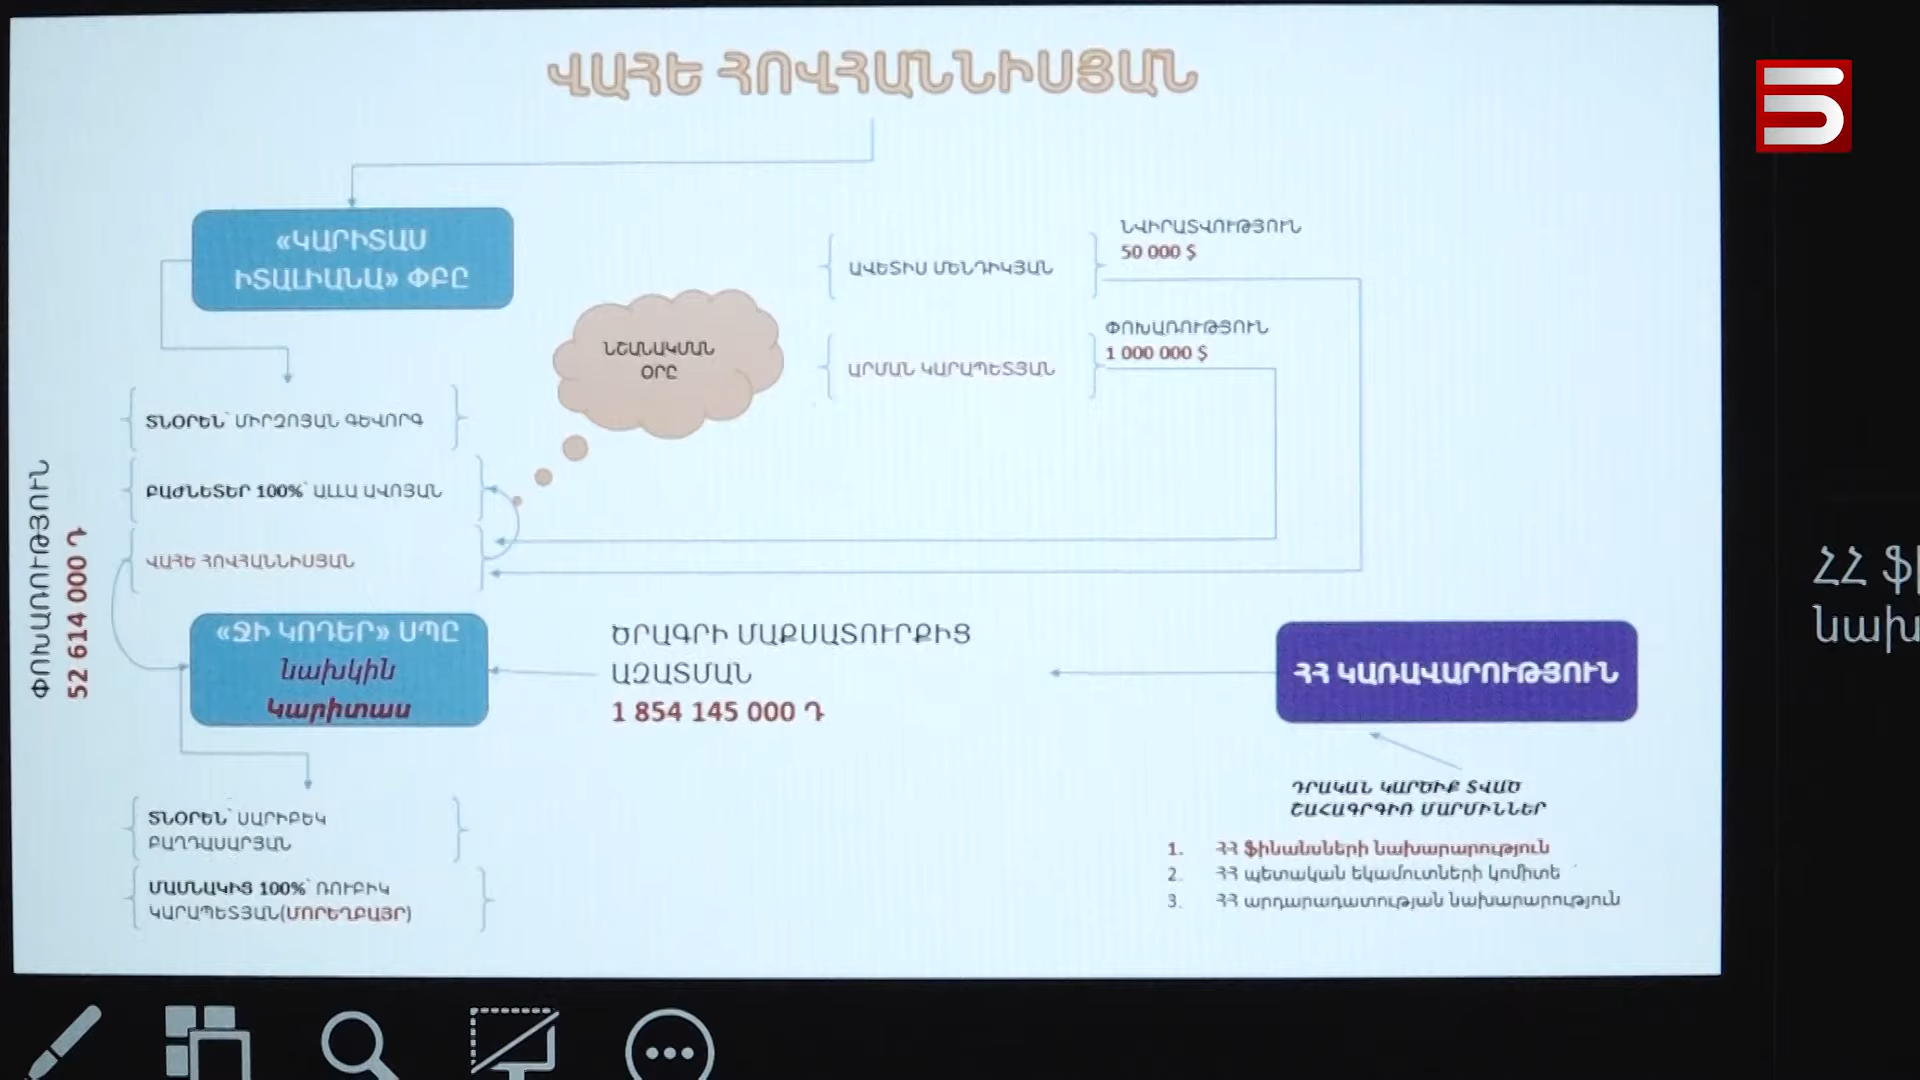 ՎԱՀԵ ՀՈՎՀԱՆՆԻՍՅԱՆ
«ԿԱՐԻՏԱՍ
ԻՏԱԼԻԱՆԱ» ՓԲԸ
ՆՎԻՐԱՏՎՈՒԹՅՈՒՆ
50 000 $
ԱՎԵՏԻՍ ՄԵՆԴԻԿՅԱՆ
ՓՈԽԱՌՈՒԹՅՈՒՆ
1 000 000 $
ԱՐՄԱՆ ԿԱՐԱՊԵՏՅԱՆ
ՆՇԱՆԱԿՄԱՆ
ՕՐԸ
ՏՆՕՐԵՆ՝ ՄԻՐԶՈՅԱՆ ԳԵՎՈՐԳ
ԲԱԺՆԵՏԵՐ 100%՝ ԱԼԼԱ ԱՎՈՅԱՆ
ՎԱՀԵ ՀՈՎՀԱՆՆԻՍՅԱՆ
ՓՈԽԱՌՈՒԹՅՈՒՆ
52 614 000 Դ
«ՋԻ ԿՈԴԵՐ» ՍՊԸ
նախկին
Կարիտաս
ԾՐԱԳՐԻ ՄԱՔՍԱՏՈՒՐՔԻՑ
ԱԶԱՏՄԱՆ
1 854 145 000 Դ
ՀՀ ԿԱՌԱՎԱՐՈՒԹՅՈՒՆ
ԴՐԱԿԱՆ ԿԱՐԾԻՔ ՏՎԱԾ
ՇԱՀԱԳՐԳԻՌ ՄԱՐՄԻՆՆԵՐ
1. ՀՀ ֆինանսների նախարարություն
2. ՀՀ պետական եկամուտների կոմիտե
3. ՀՀ արդարադատության նախարարություն
ՏՆՕՐԵՆ՝ ՍԱՐԻԲԵԿ
ԲԱՂԴԱՍԱՐՅԱՆ
ՄԱՍՆԱԿԻՑ 100%՝ ՌՈՒԲԻԿ
ԿԱՐԱՊԵՏՅԱՆ(ՄՈՐԵՂԲԱՅՐ)
ՀՀ